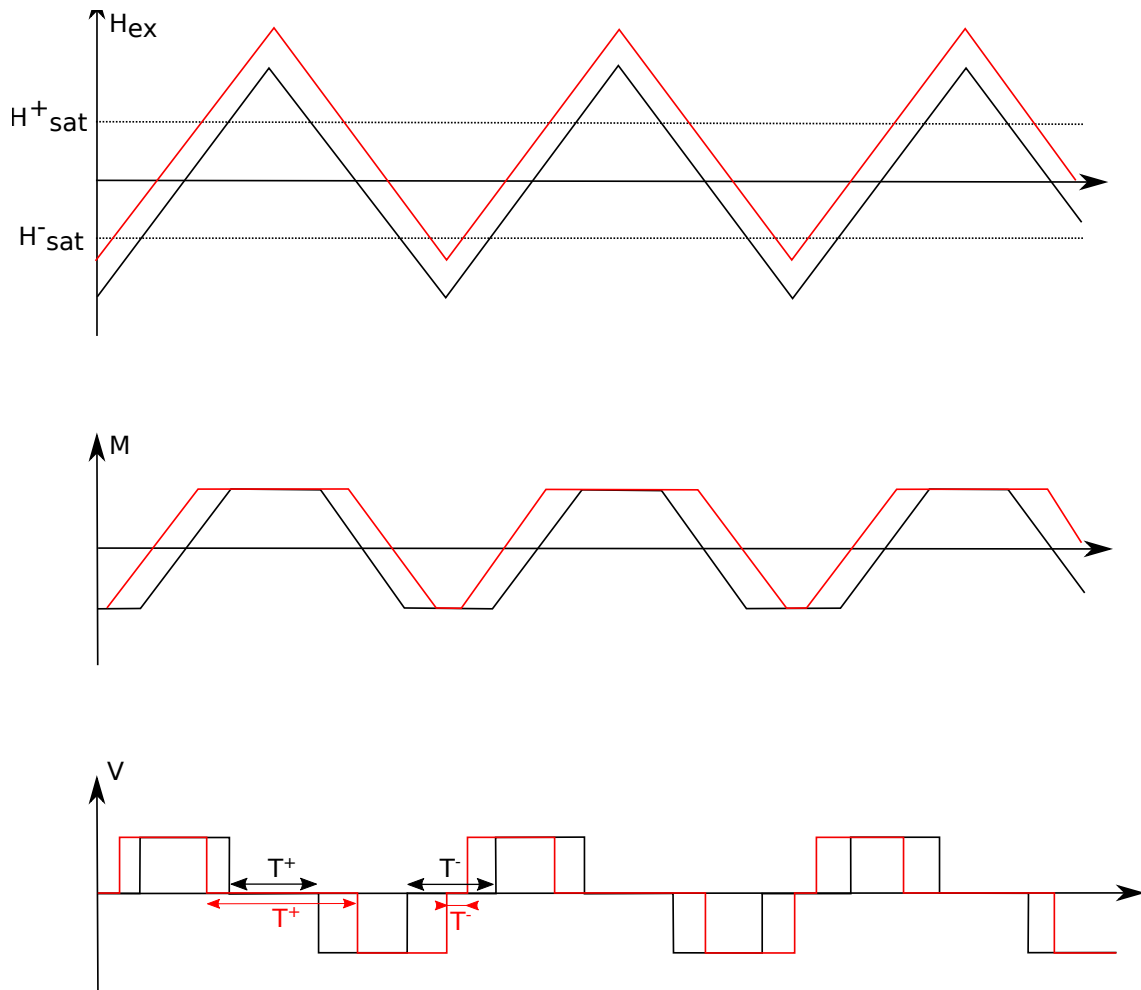 Hex
H+sat
H-sat
M
V
T+ T-
T+ T-